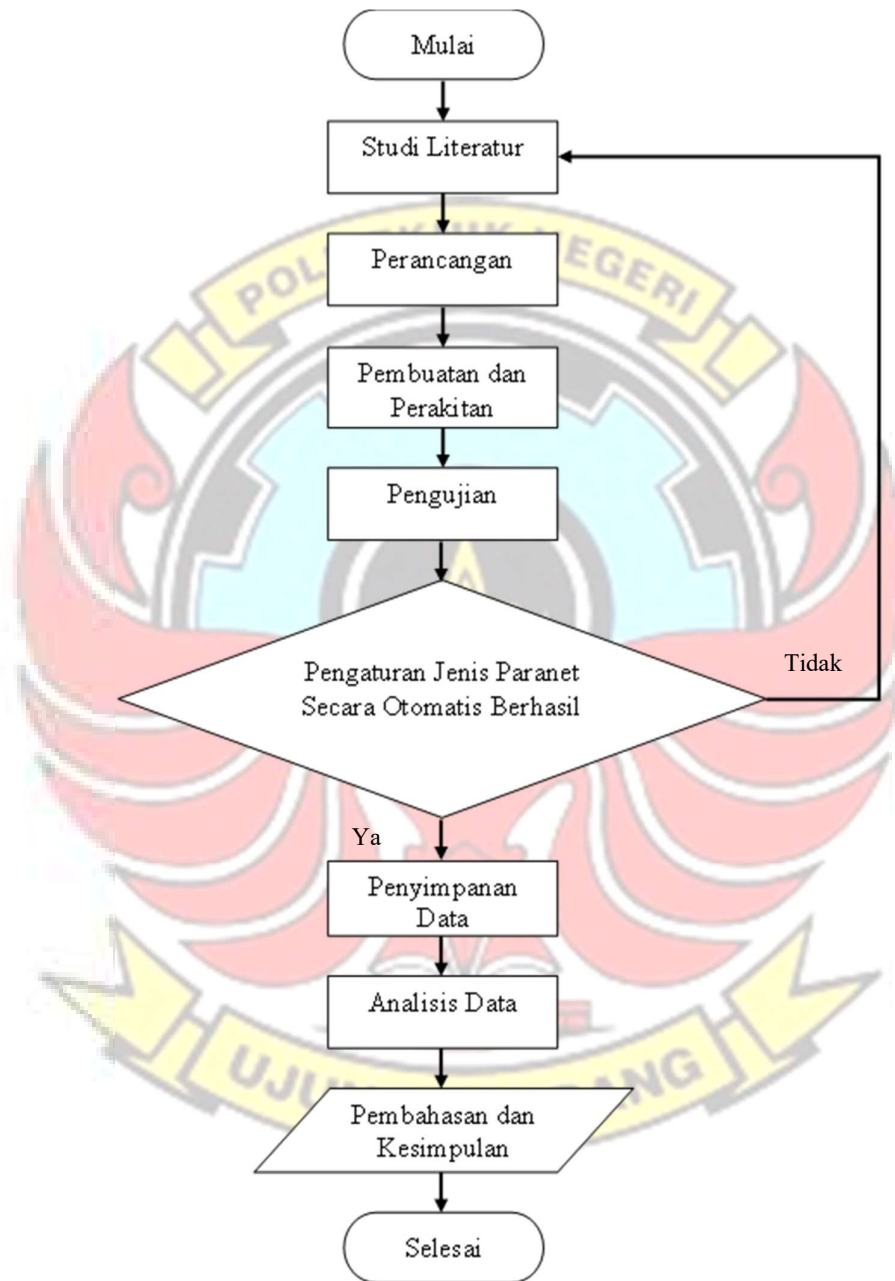 Mulai
Studi Literatur
Perancangan
Pembuatan dan
Perakitan
Pengujian
Pengaturan Jenis Paranet
Secara Otomatis Berhasil
Tidak
Ya
Penyimpanan
Data
Analisis Data
Pembahasan dan
Kesimpulan
Selesai
NEGERI